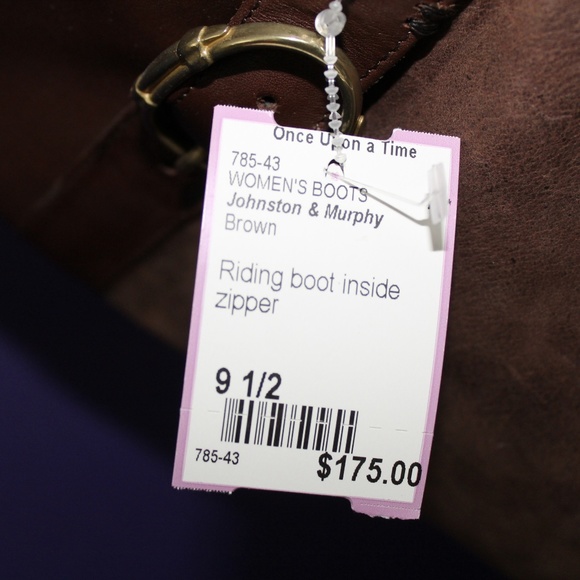 Once Upon a Time
785-43
WOMEN'S BOOTS
Johnston & Murphy
Brown
Riding boot inside
zipper
9 1/2
785-43
$175.00